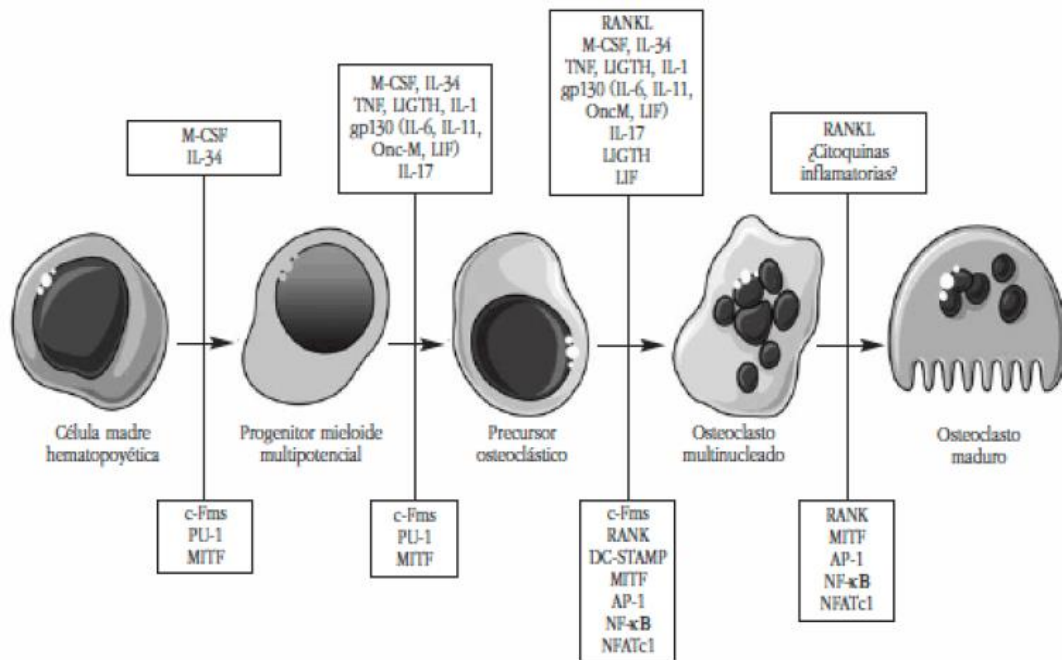 M-CSF
IL-34
M-CSF, IL-34
TNF, LIGTH, IL-1
gp130 (IL-6, IL-11,
Onc-M, LIF)
IL-17
RANKL
M-CSF, IL-34
TNF, LIGTH, IL-1
gp130 (IL-6, IL-11,
OncM, LIF)
IL-17
LIGTH
LIF
RANKL
¿Citoquinas
inflamatorias?
Célula madre
hematopoyética
Progenitor mieloide
multipotencial
Precursor
osteoclástico
Osteoclasto
multinucleado
Osteoclasto
maduro
c-Fms
PU-1
MITF
c-Fms
PU-1
MITF
c-Fms
RANK
DC-STAMP
MITF
AP-1
NF-κB
NFATc1
RANK
MITF
AP-1
NF-κB
NFATc1